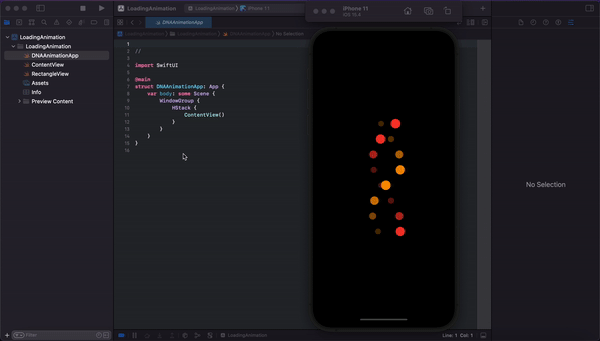 LoadingAnimation
LoadingAnimation
iPhone 11
iPhone 11
iOS 15.4
DNAAnimationApp
LoadingAnimation
LoadingAnimation
DNAAnimationApp
ContentView
RectangleView
Assets
Info
Preview Content
LoadingAnimation
LoadingAnimation
DNAAnimationApp
No Selection
1
2 //
3
4 import SwiftUI
5
6 @main
7 struct DNAAnimationApp: App {
8 var body: some Scene {
9 WindowGroup {
10 HStack {
11 ContentView()
12 }
13 }
14 }
15 }
16
No Selection
Filter
LoadingAnimation
Line: 1 Col: 1